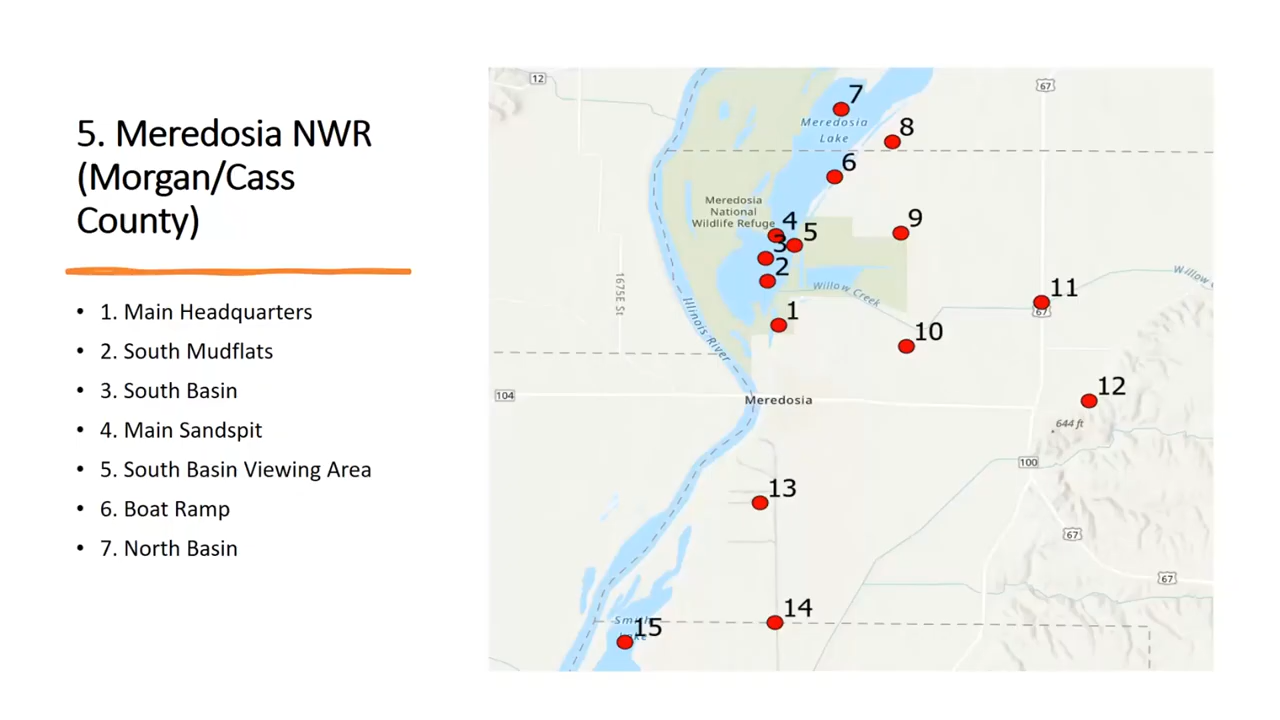 5. Meredosia NWR
(Morgan/Cass
County)
• 1. Main Headquarters
• 2. South Mudflats
• 3. South Basin
• 4. Main Sandspit
• 5. South Basin Viewing Area
• 6. Boat Ramp
• 7. North Basin
12
67
7
Meredosia
Lake
8
6
Meredosia
National
Wildlife Refuge
4
5
3
9
2
Willow Creek
Willow
1675E St
Illinois River
1
11
67
10
104
Meredosia
12
644 ft
100
13
67
67
14
Smith
Lake
15